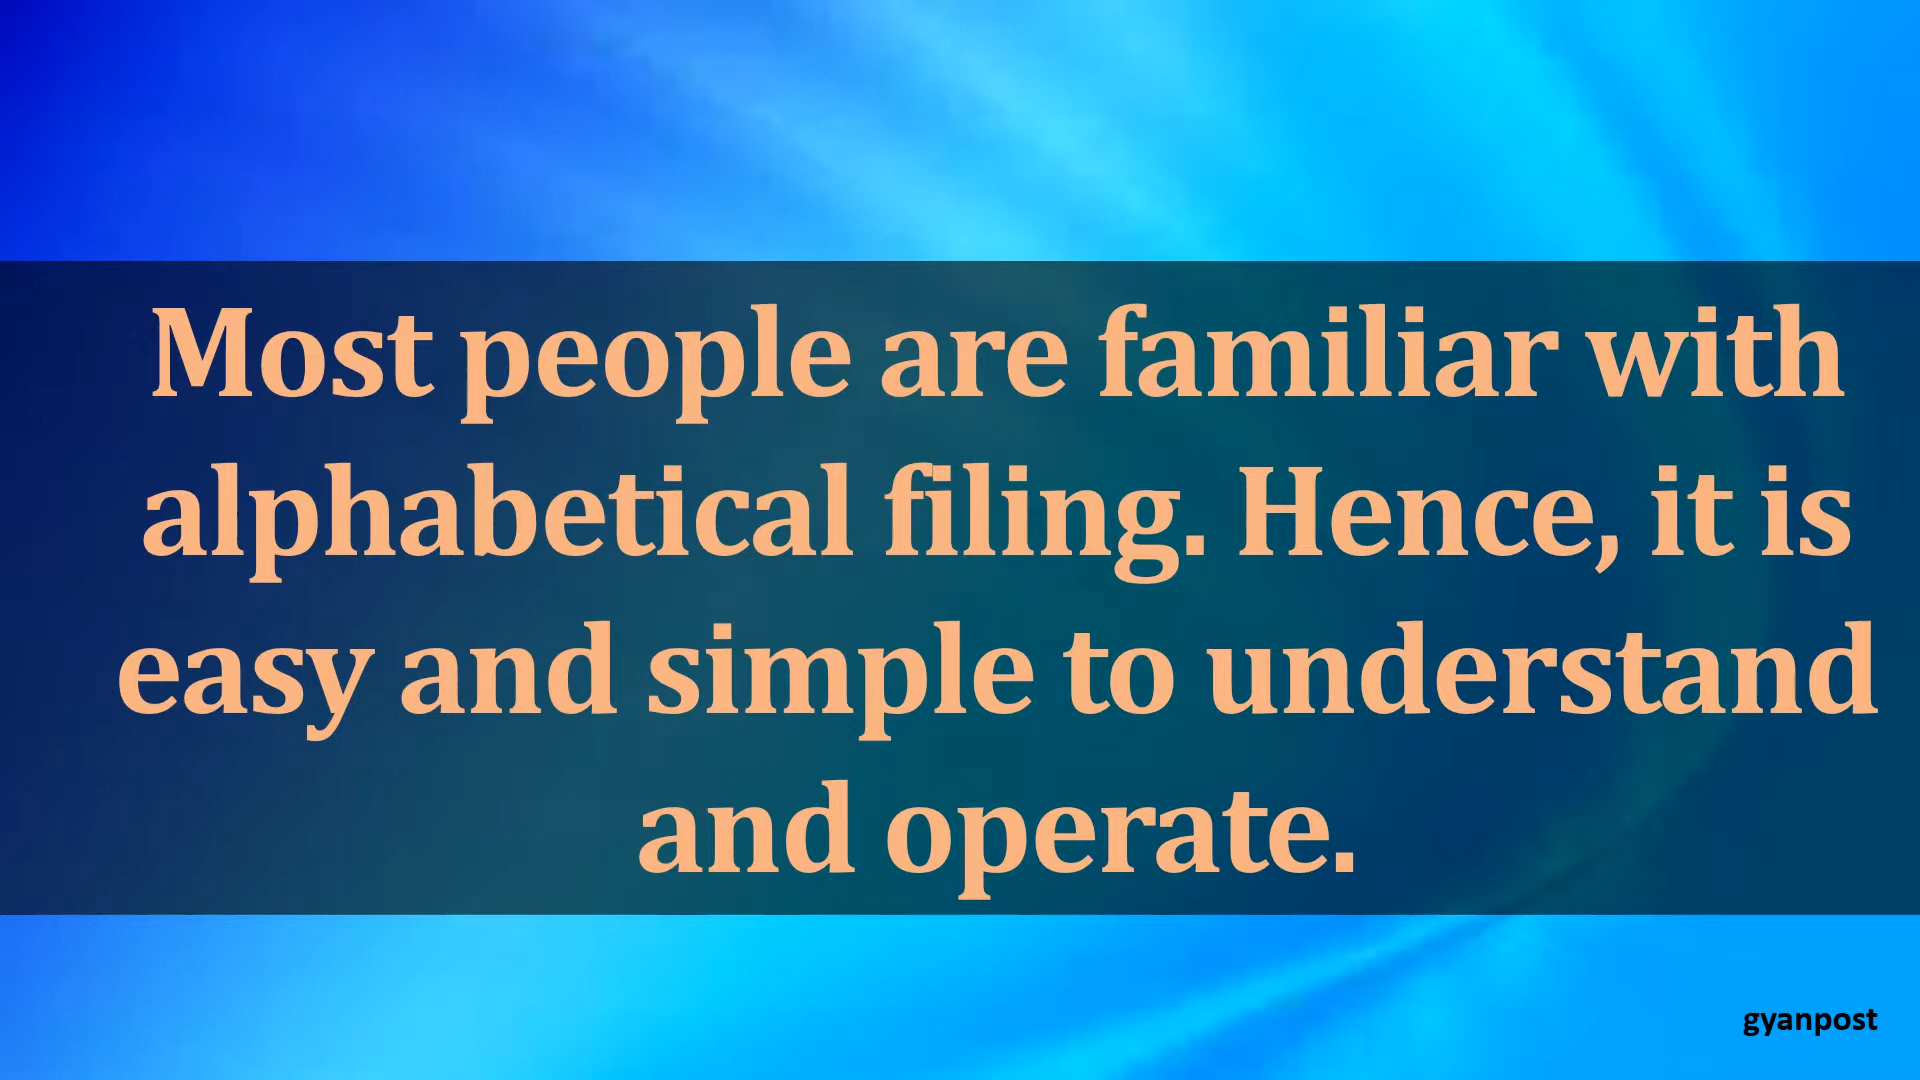 Most people are familiar with
alphabetical filing. Hence, it is
easy and simple to understand
and operate.
gyanpost